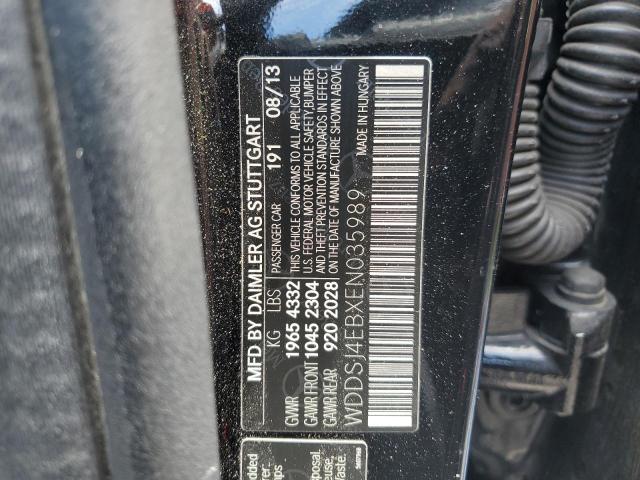 MFD BY DAIMLER AG STUTTGART
KG LBS PASSENGER CAR 191 08/13
GVWR 1965 4332 THIS VEHICLE CONFORMS TO ALL APPLICABLE
U.S. FEDERAL MOTOR VEHICLE SAFETY,BUMPER
GAWR FRONT 1045 2304 AND THEFT PREVENTION STANDARDS IN EFFECT
GAWR REAR 920 2028 ON THE DATE OF MANUFACTURE SHOWN ABOVE.
WDDSJ4EBXEN035989 MADE IN HUNGARY